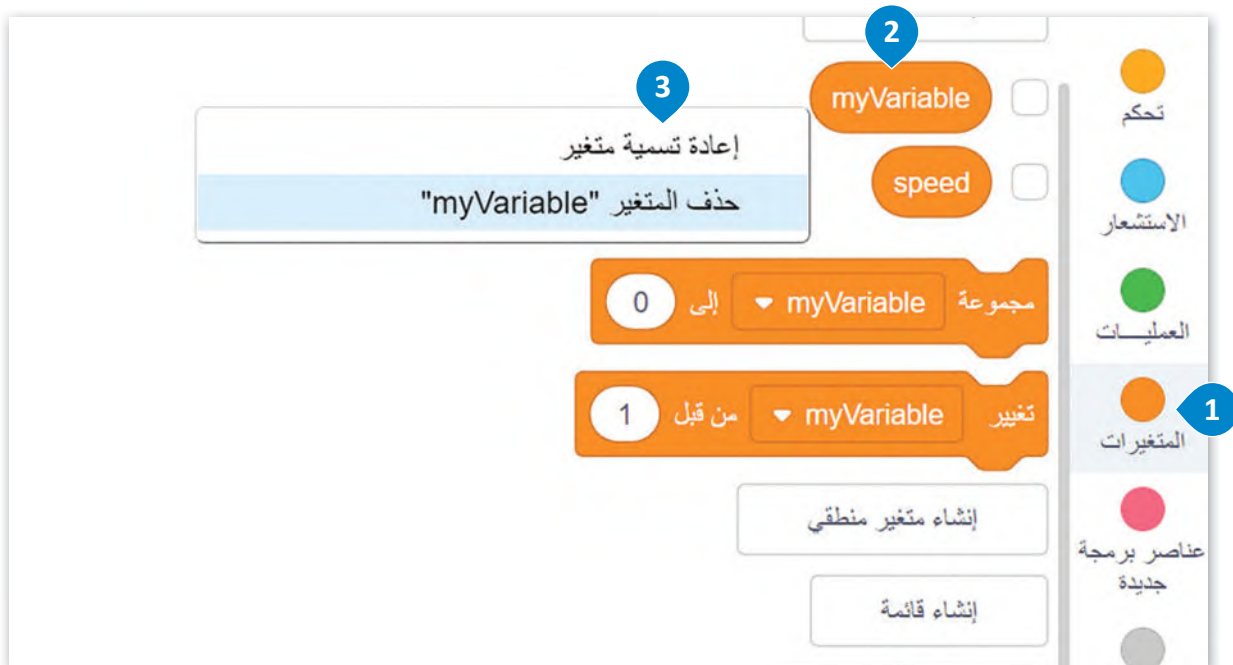 2
myVariable
3
إعادة تسمية متغير
حذف المتغير "myVariable"
speed
مجموعة myVariable إلى 0
تغيير myVariable من قبل 1
إنشاء متغير منطقي
إنشاء قائمة
تحكم
الاستشعار
العمليـــات
1
المتغيرات
عناصر برمجة
جديدة